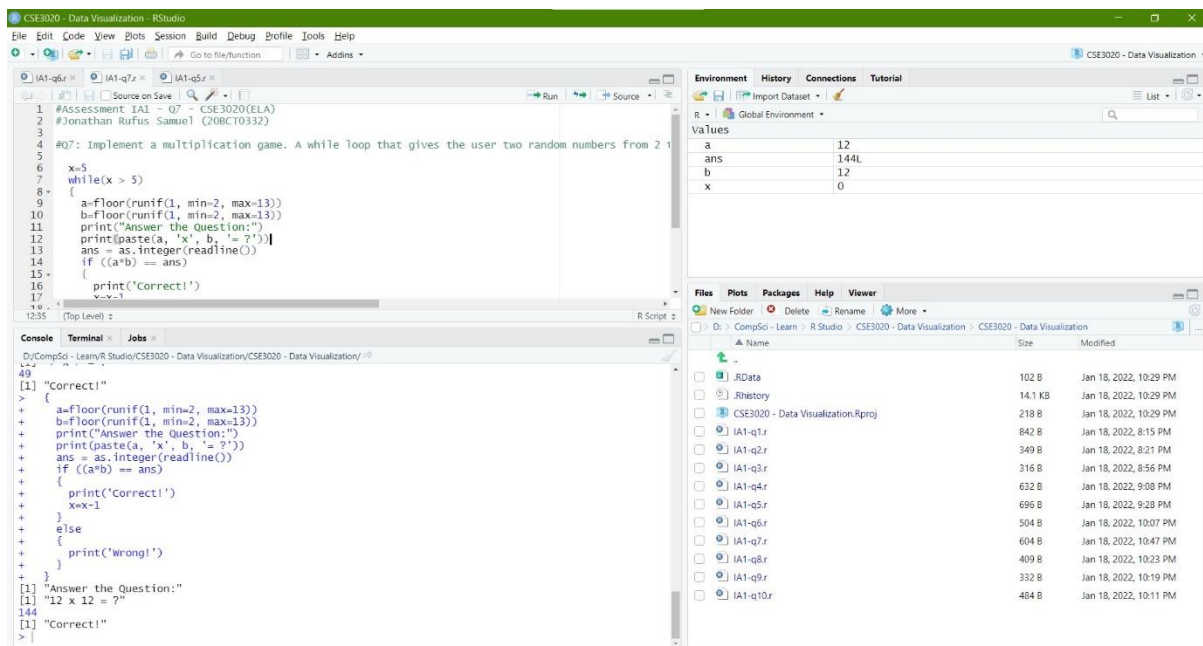 CSE3020 - Data Visualization - RStudio
File Edit Code View Plots Session Build Debug Profile Tools Help
Go to file/function Addins
CSE3020 - Data Visualization
IA1-q6.r IA1-q7.r IA1-q5.r
Source on Save Run Source
1 #Assessment IA1 - Q7 - CSE3020(ELA)
2 #Jonathan Rufus Samuel (20BCT0332)
3
4 #Q7: Implement a multiplication game. A while loop that gives the user two random numbers from 2 t
5
6 x=5
7 while(x > 5)
8 {
9 a=floor(runif(1, min=2, max=13))
10 b=floor(runif(1, min=2, max=13))
11 print("Answer the Question:")
12 print(paste(a, 'x', b, '= ?'))
13 ans = as.integer(readline())
14 if ((a*b) == ans)
15 {
16 print('Correct!')
17 x=x-1
12:35 (Top Level) R Script
Console Terminal Jobs
D:/CompSci - Learn/R Studio/CSE3020 - Data Visualization/CSE3020 - Data Visualization/
49
[1] "Correct!"
> {
+ a=floor(runif(1, min=2, max=13))
+ b=floor(runif(1, min=2, max=13))
+ print("Answer the Question:")
+ print(paste(a, 'x', b, '= ?'))
+ ans = as.integer(readline())
+ if ((a*b) == ans)
+ {
+ print('Correct!')
+ x=x-1
+ }
+ else
+ {
+ print('Wrong!')
+ }
+ }
[1] "Answer the Question:"
[1] "12 x 12 = ?"
144
[1] "Correct!"
>
Environment History Connections Tutorial
Import Dataset List
R Global Environment
Values
a 12
ans 144L
b 12
x 0
Files Plots Packages Help Viewer
New Folder Delete Rename More
D: > CompSci - Learn > R Studio > CSE3020 - Data Visualization > CSE3020 - Data Visualization
Name Size Modified
..
.RData 102 B Jan 18, 2022, 10:29 PM
.Rhistory 14.1 KB Jan 18, 2022, 10:29 PM
CSE3020 - Data Visualization.Rproj 218 B Jan 18, 2022, 10:29 PM
IA1-q1.r 842 B Jan 18, 2022, 8:15 PM
IA1-q2.r 349 B Jan 18, 2022, 8:21 PM
IA1-q3.r 316 B Jan 18, 2022, 8:56 PM
IA1-q4.r 632 B Jan 18, 2022, 9:08 PM
IA1-q5.r 696 B Jan 18, 2022, 9:28 PM
IA1-q6.r 504 B Jan 18, 2022, 10:07 PM
IA1-q7.r 604 B Jan 18, 2022, 10:47 PM
IA1-q8.r 409 B Jan 18, 2022, 10:23 PM
IA1-q9.r 332 B Jan 18, 2022, 10:19 PM
IA1-q10.r 484 B Jan 18, 2022, 10:11 PM